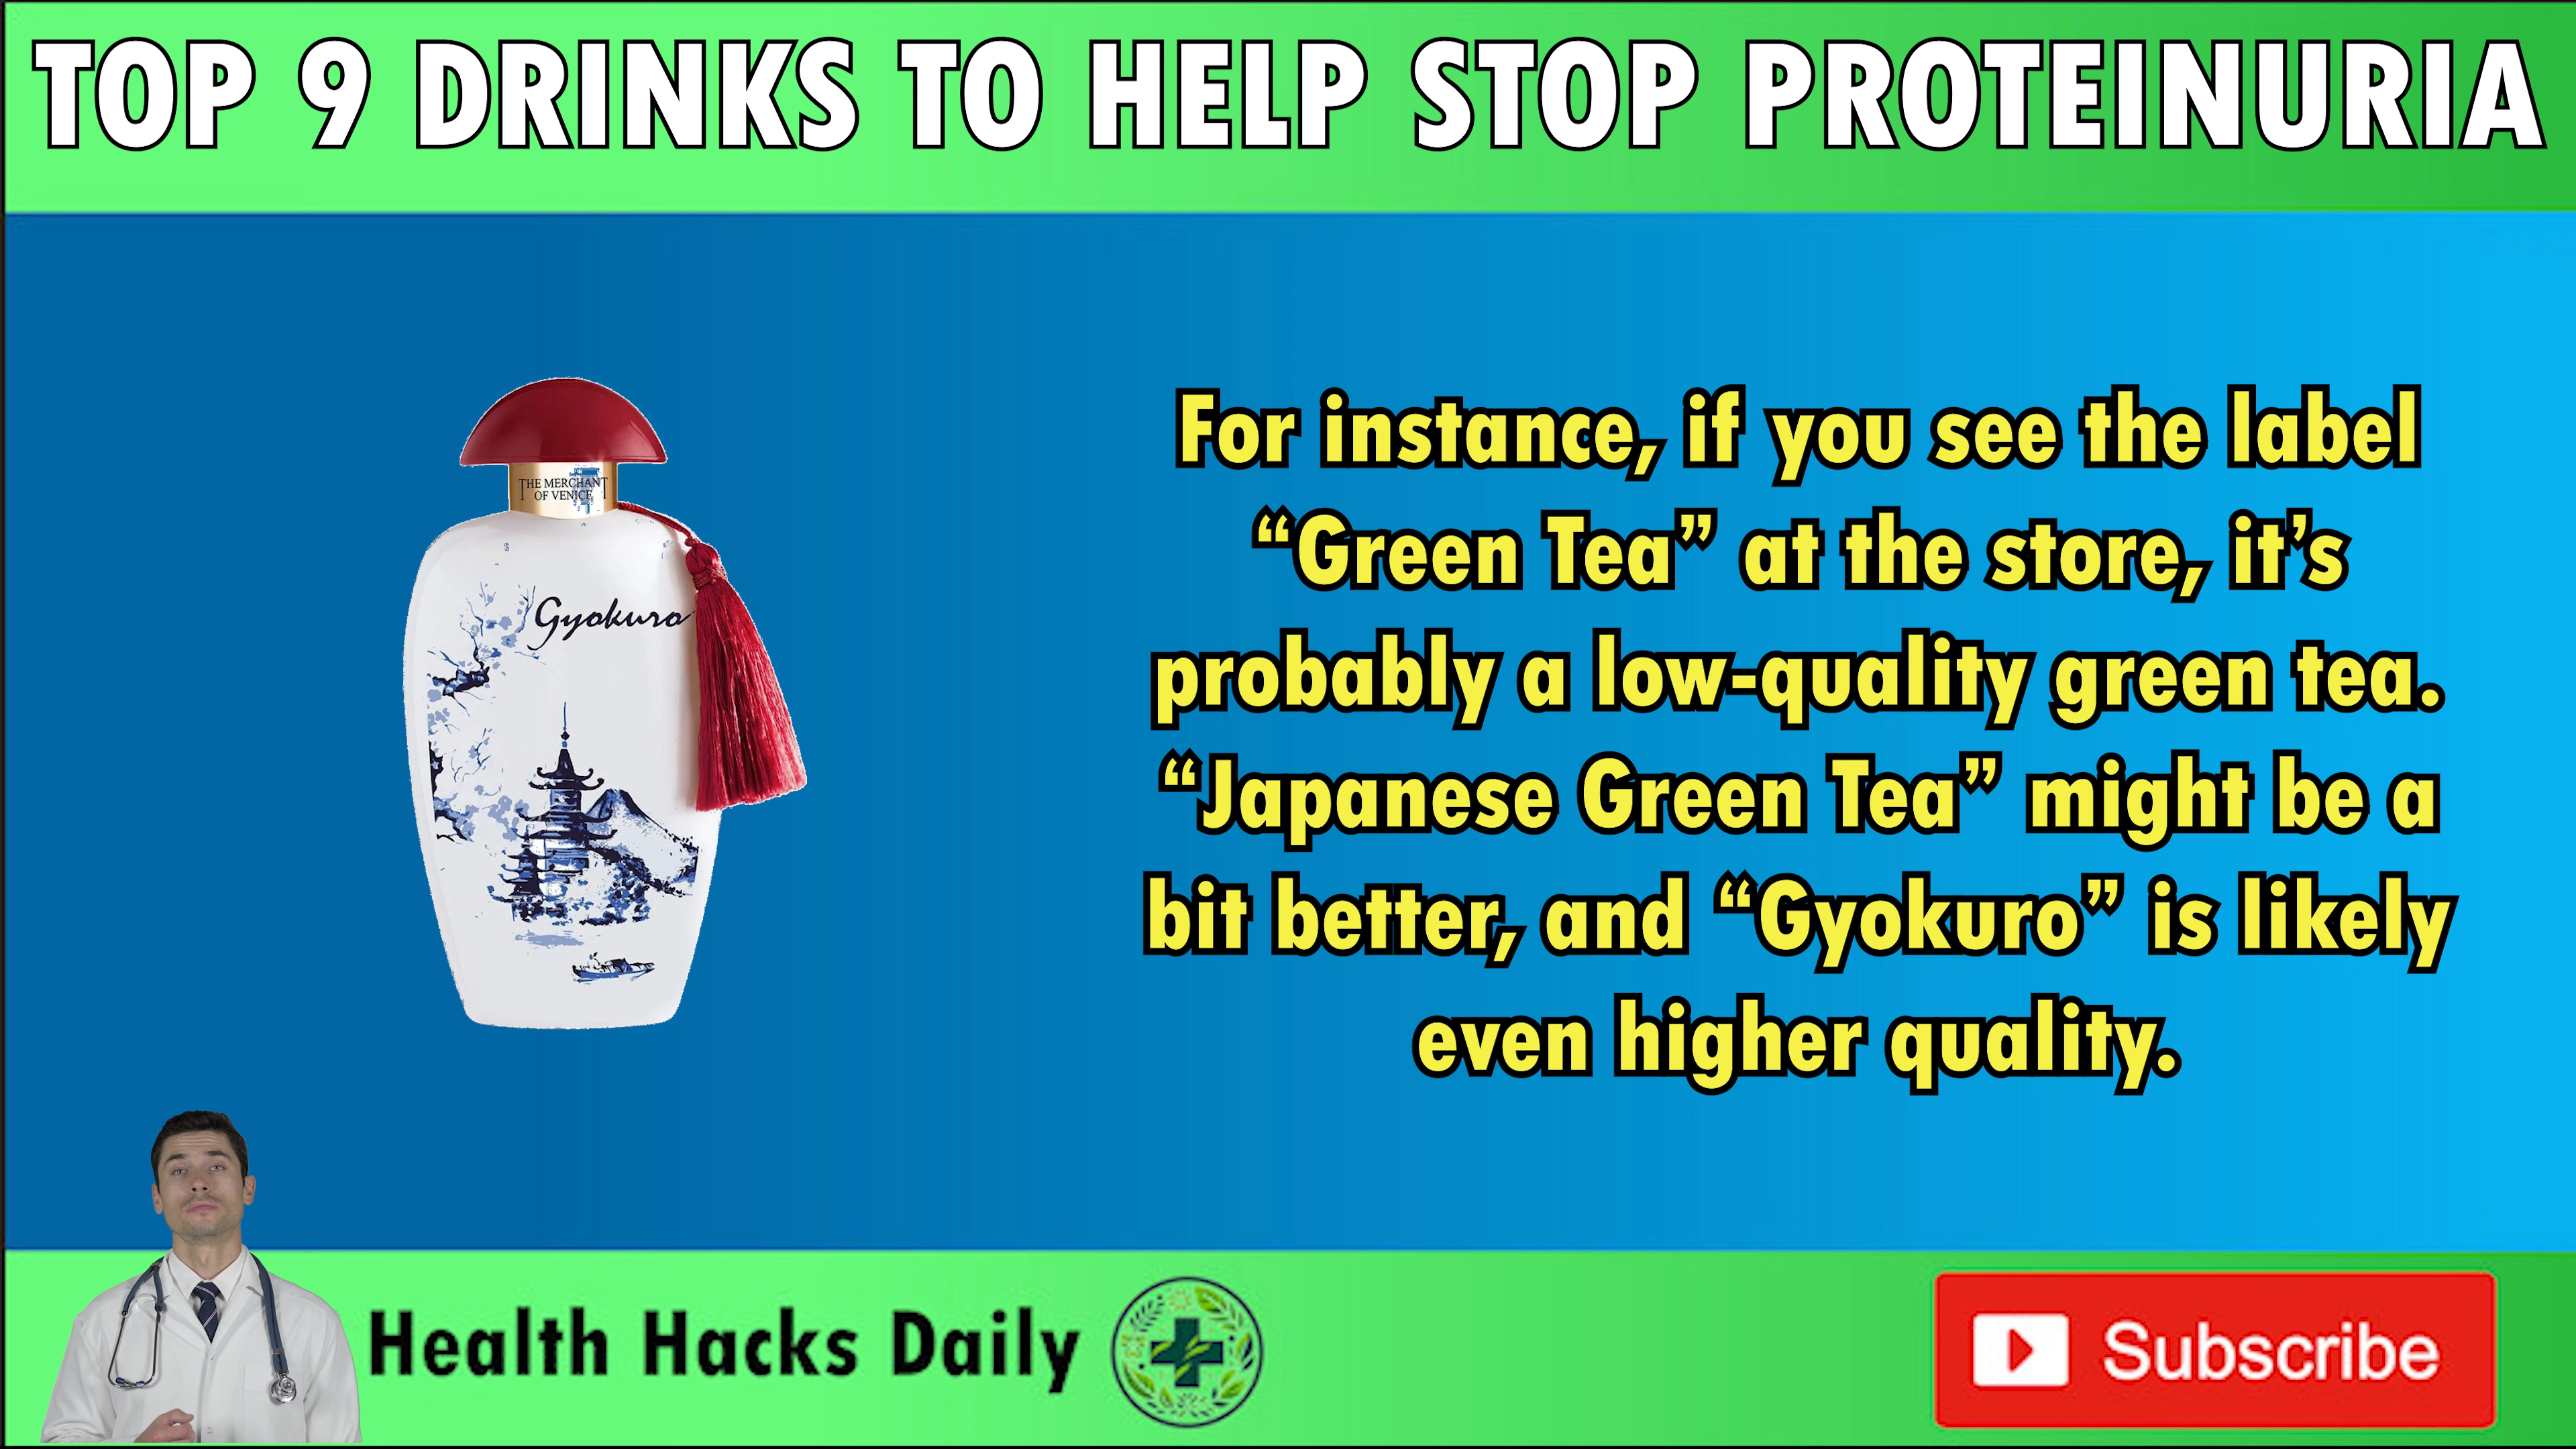 TOP 9 DRINKS TO HELP STOP PROTEINURIA
THE MERCHANT
OF VENICE
Gyokuro
For instance, if you see the label
“Green Tea” at the store, it’s
probably a low-quality green tea.
“Japanese Green Tea” might be a
bit better, and “Gyokuro” is likely
even higher quality.
Health Hacks Daily
Subscribe